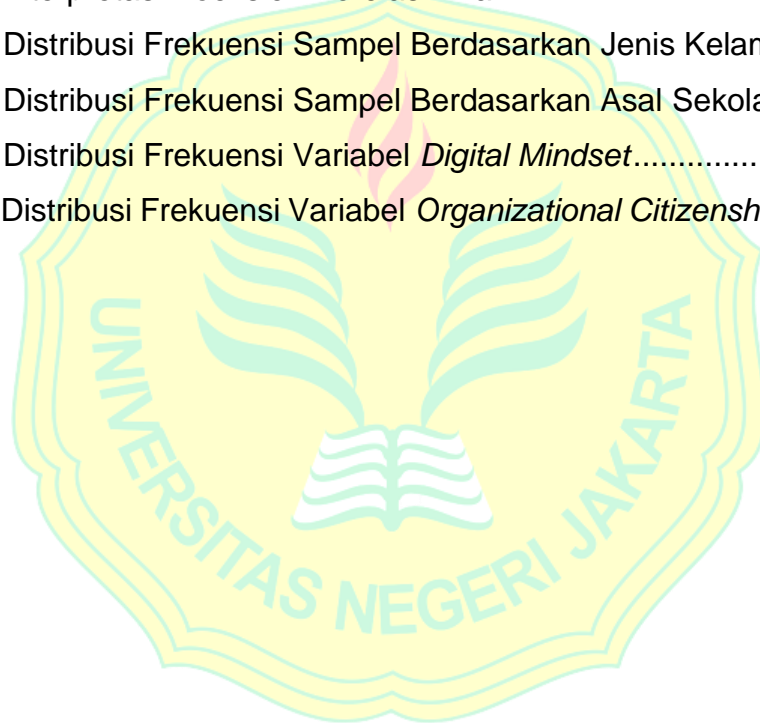 Distribusi Frekuensi Sampel Berdasarkan Jenis Kelam
Distribusi Frekuensi Sampel Berdasarkan Asal Sekola
Distribusi Frekuensi Variabel Digital Mindset..............
Distribusi Frekuensi Variabel Organizational Citizensh
UNIVERSITAS NEGERI JAKARTA